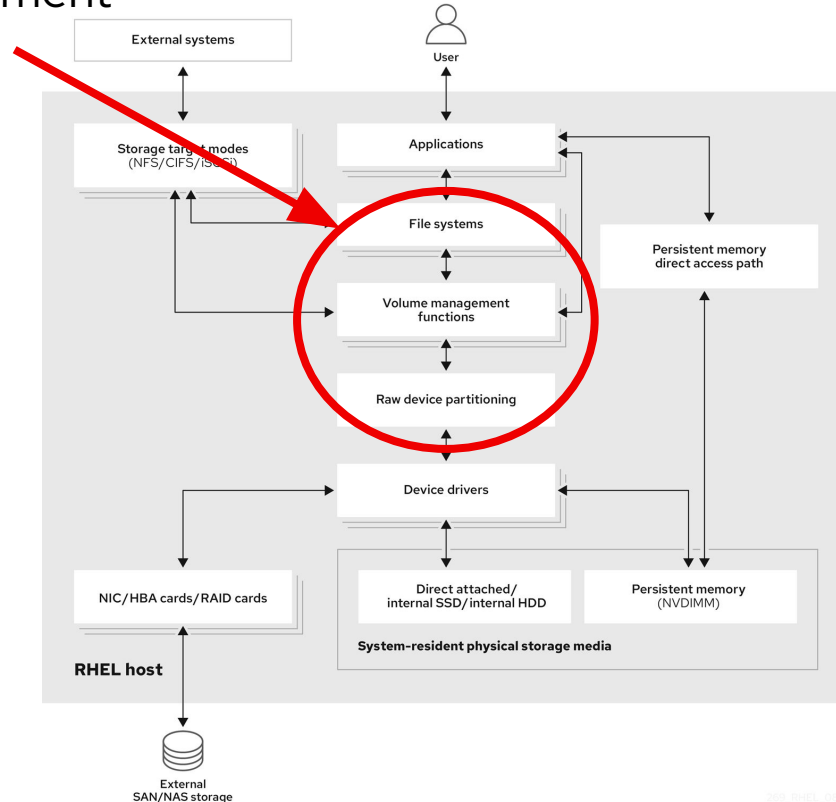 External systems
User
Storage target modes
(NFS/CIFS/iSCSi)
Applications
File systems
Persistent memory
direct access path
Volume management
functions
Raw device partitioning
Device drivers
NIC/HBA cards/RAID cards
Direct attached/
internal SSD/internal HDD
Persistent memory
(NVDIMM)
System-resident physical storage media
RHEL host
External
SAN/NAS storage